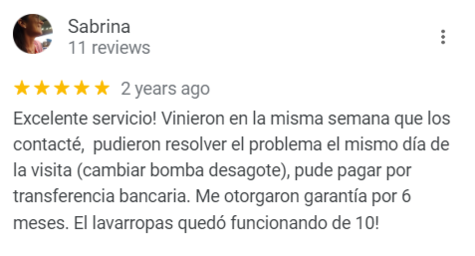 Sabrina
11 reviews
2 years ago
Excelente servicio! Vinieron en la misma semana que los
contacté, pudieron resolver el problema el mismo día de
la visita (cambiar bomba desagote), pude pagar por
transferencia bancaria. Me otorgaron garantía por 6
meses. El lavarropas quedó funcionando de 10!